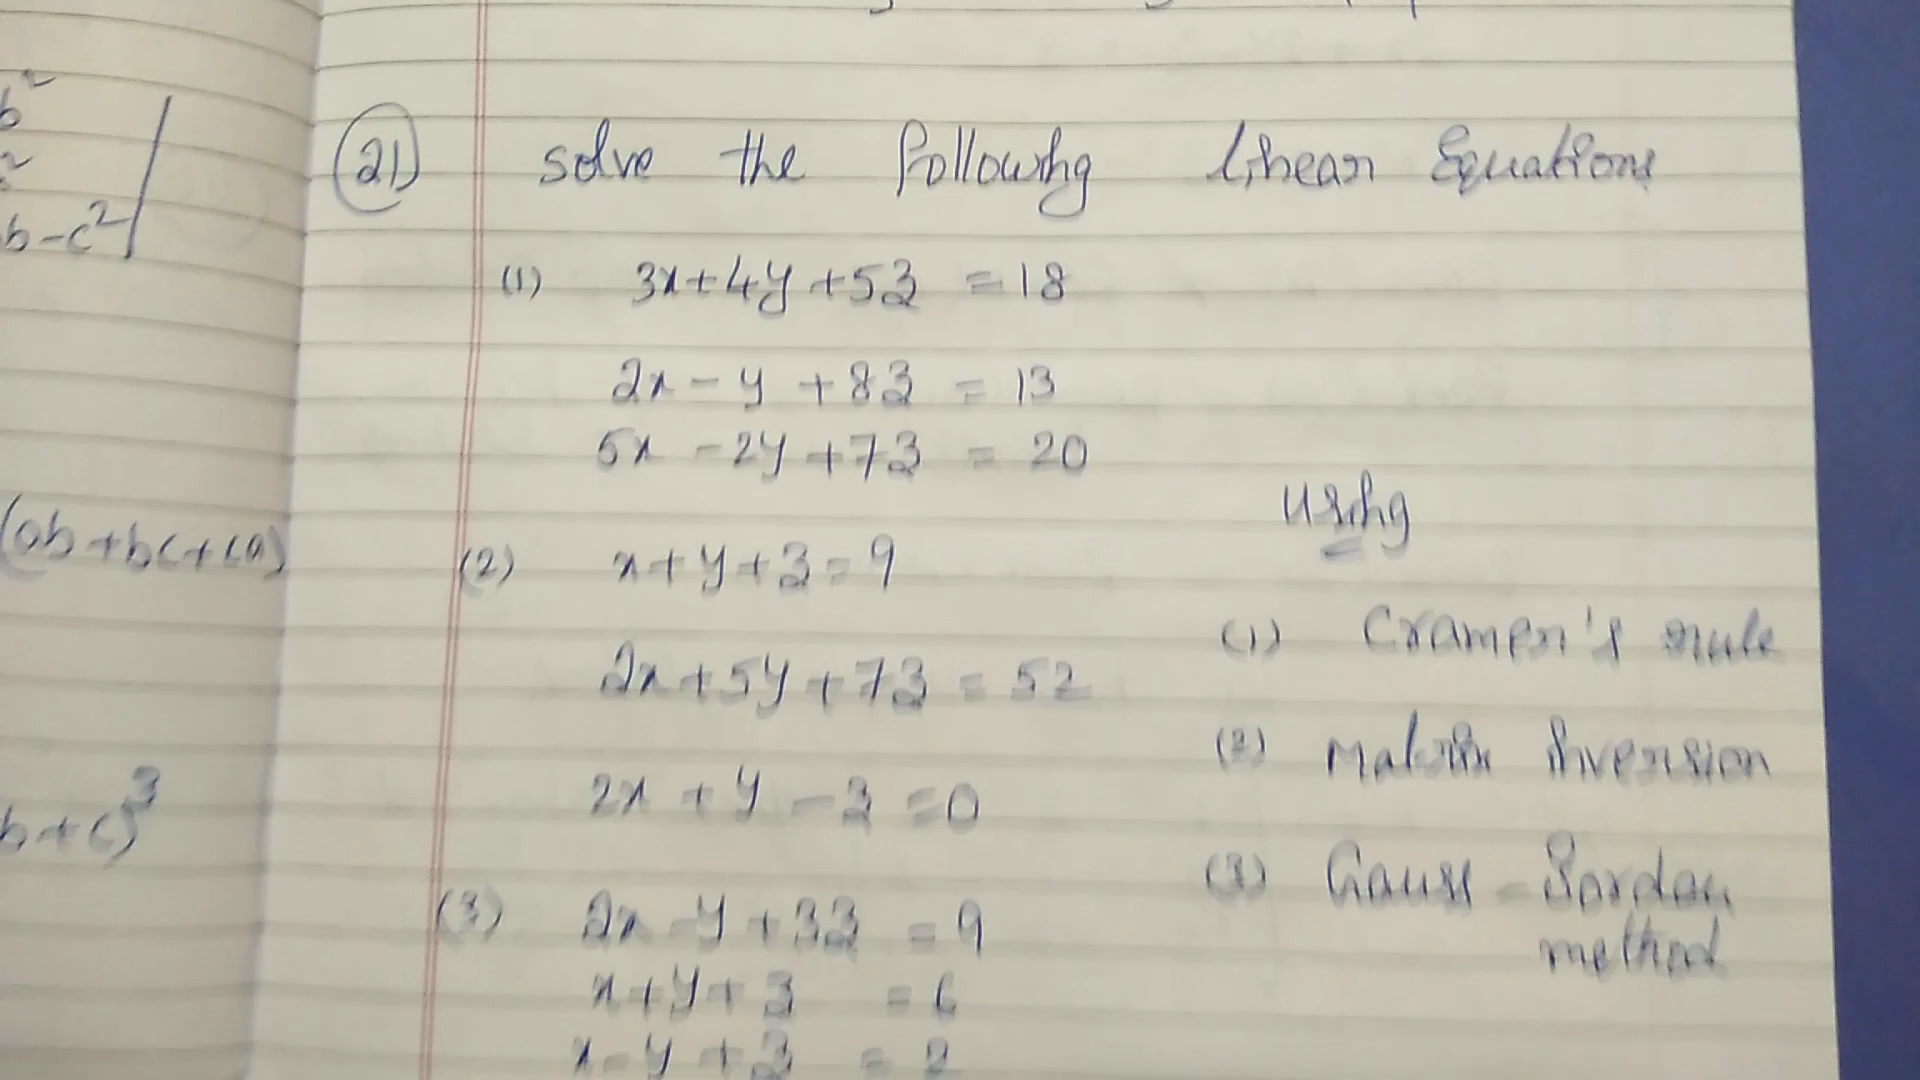 b²
²
b-c²
(ab+bc+ca)
b+c)³
(21) Solve the following linear Equations
(1) 3x+4y+5z = 18
2x-y+8z = 13
5x-2y+7z = 20
(2) x+y+z=9
2x+5y+7z = 52
2x+y-z=0
(3) 2x-y+3z = 9
x+y+z = 6
x-y+z = 2
using
(1) Cramer's rule
(2) Matrix inversion
(3) Gauss-Jordan
method